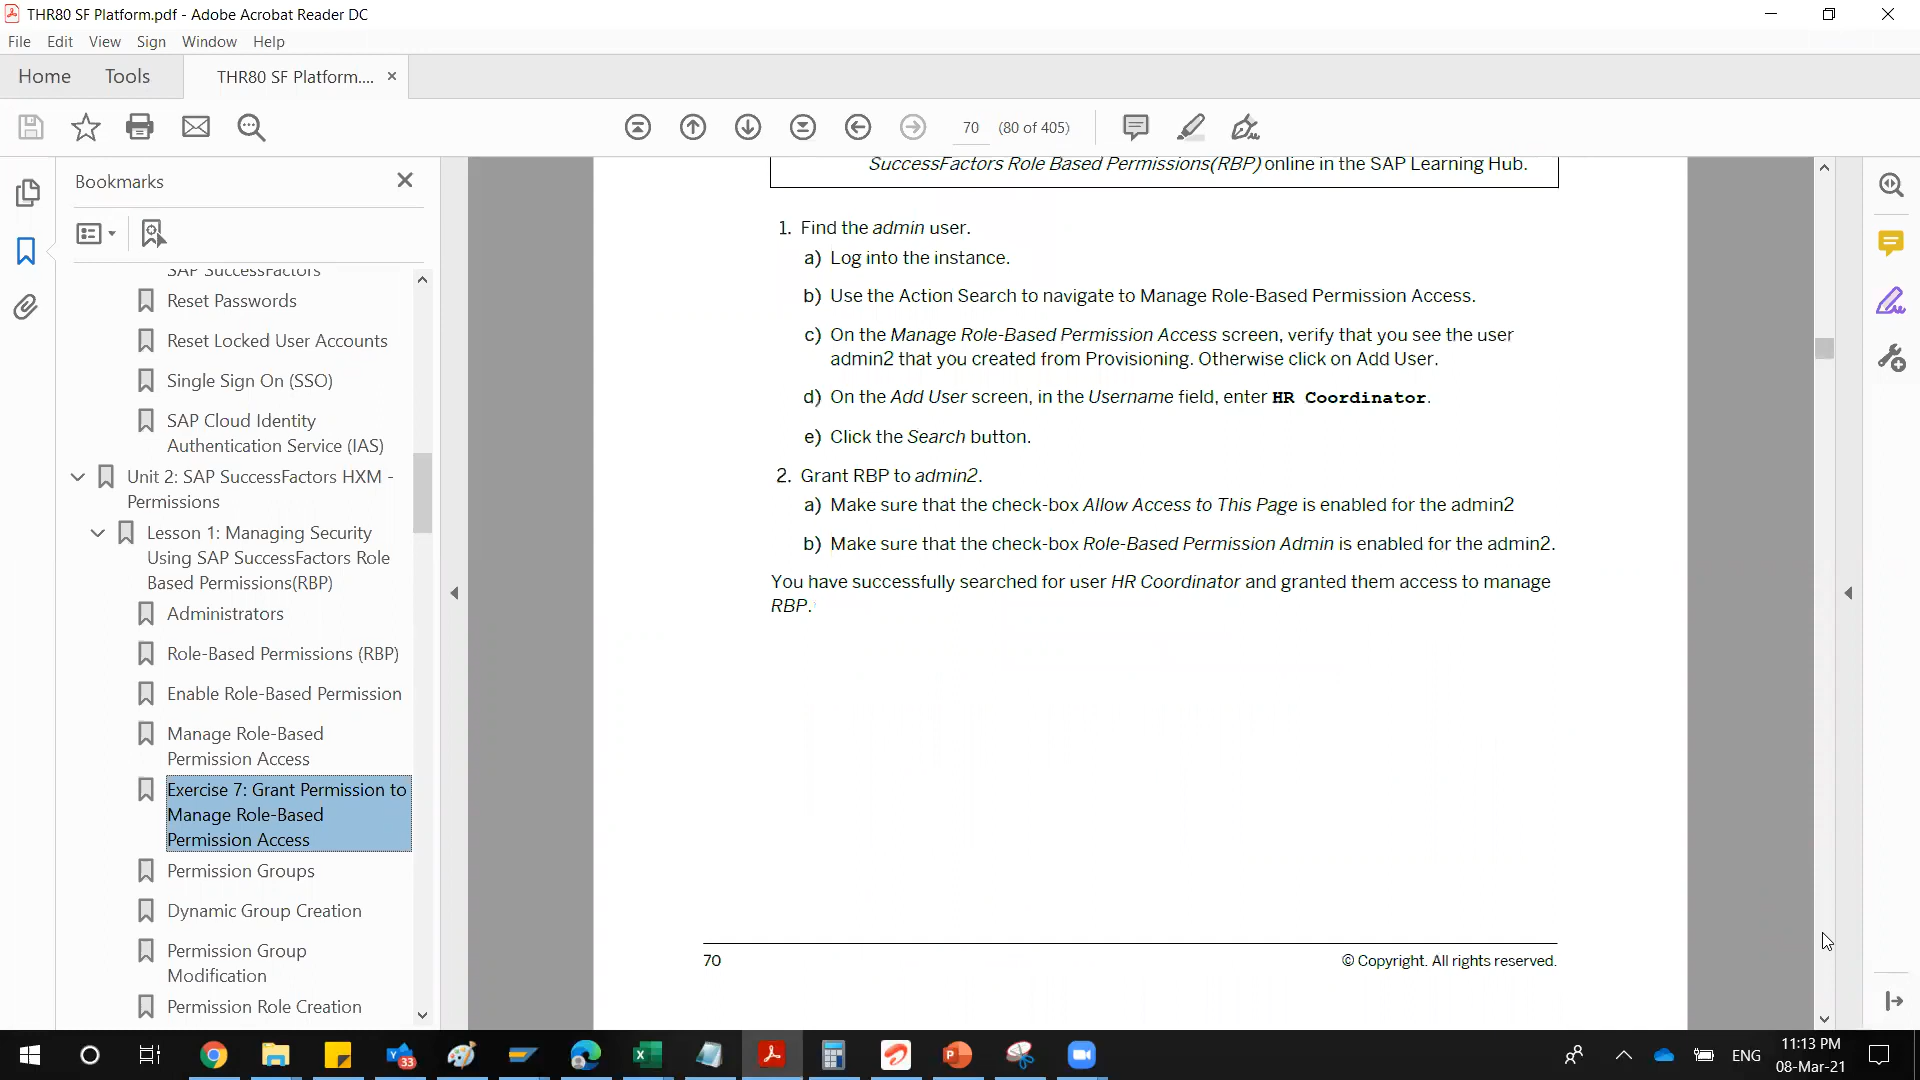 THR80 SF Platform.pdf - Adobe Acrobat Reader DC
File Edit View Sign Window Help
Home Tools THR80 SF Platform....
70 (80 of 405)
Bookmarks
SAP SuccessFactors
Reset Passwords
Reset Locked User Accounts
Single Sign On (SSO)
SAP Cloud Identity
Authentication Service (IAS)
Unit 2: SAP SuccessFactors HXM -
Permissions
Lesson 1: Managing Security
Using SAP SuccessFactors Role
Based Permissions(RBP)
Administrators
Role-Based Permissions (RBP)
Enable Role-Based Permission
Manage Role-Based
Permission Access
Exercise 7: Grant Permission to
Manage Role-Based
Permission Access
Permission Groups
Dynamic Group Creation
Permission Group
Modification
Permission Role Creation
SuccessFactors Role Based Permissions(RBP) online in the SAP Learning Hub.
1. Find the admin user.
a) Log into the instance.
b) Use the Action Search to navigate to Manage Role-Based Permission Access.
c) On the Manage Role-Based Permission Access screen, verify that you see the user
admin2 that you created from Provisioning. Otherwise click on Add User.
d) On the Add User screen, in the Username field, enter HR Coordinator.
e) Click the Search button.
2. Grant RBP to admin2.
a) Make sure that the check-box Allow Access to This Page is enabled for the admin2
b) Make sure that the check-box Role-Based Permission Admin is enabled for the admin2.
You have successfully searched for user HR Coordinator and granted them access to manage
RBP.
70 © Copyright. All rights reserved.
33
ENG
11:13 PM
08-Mar-21